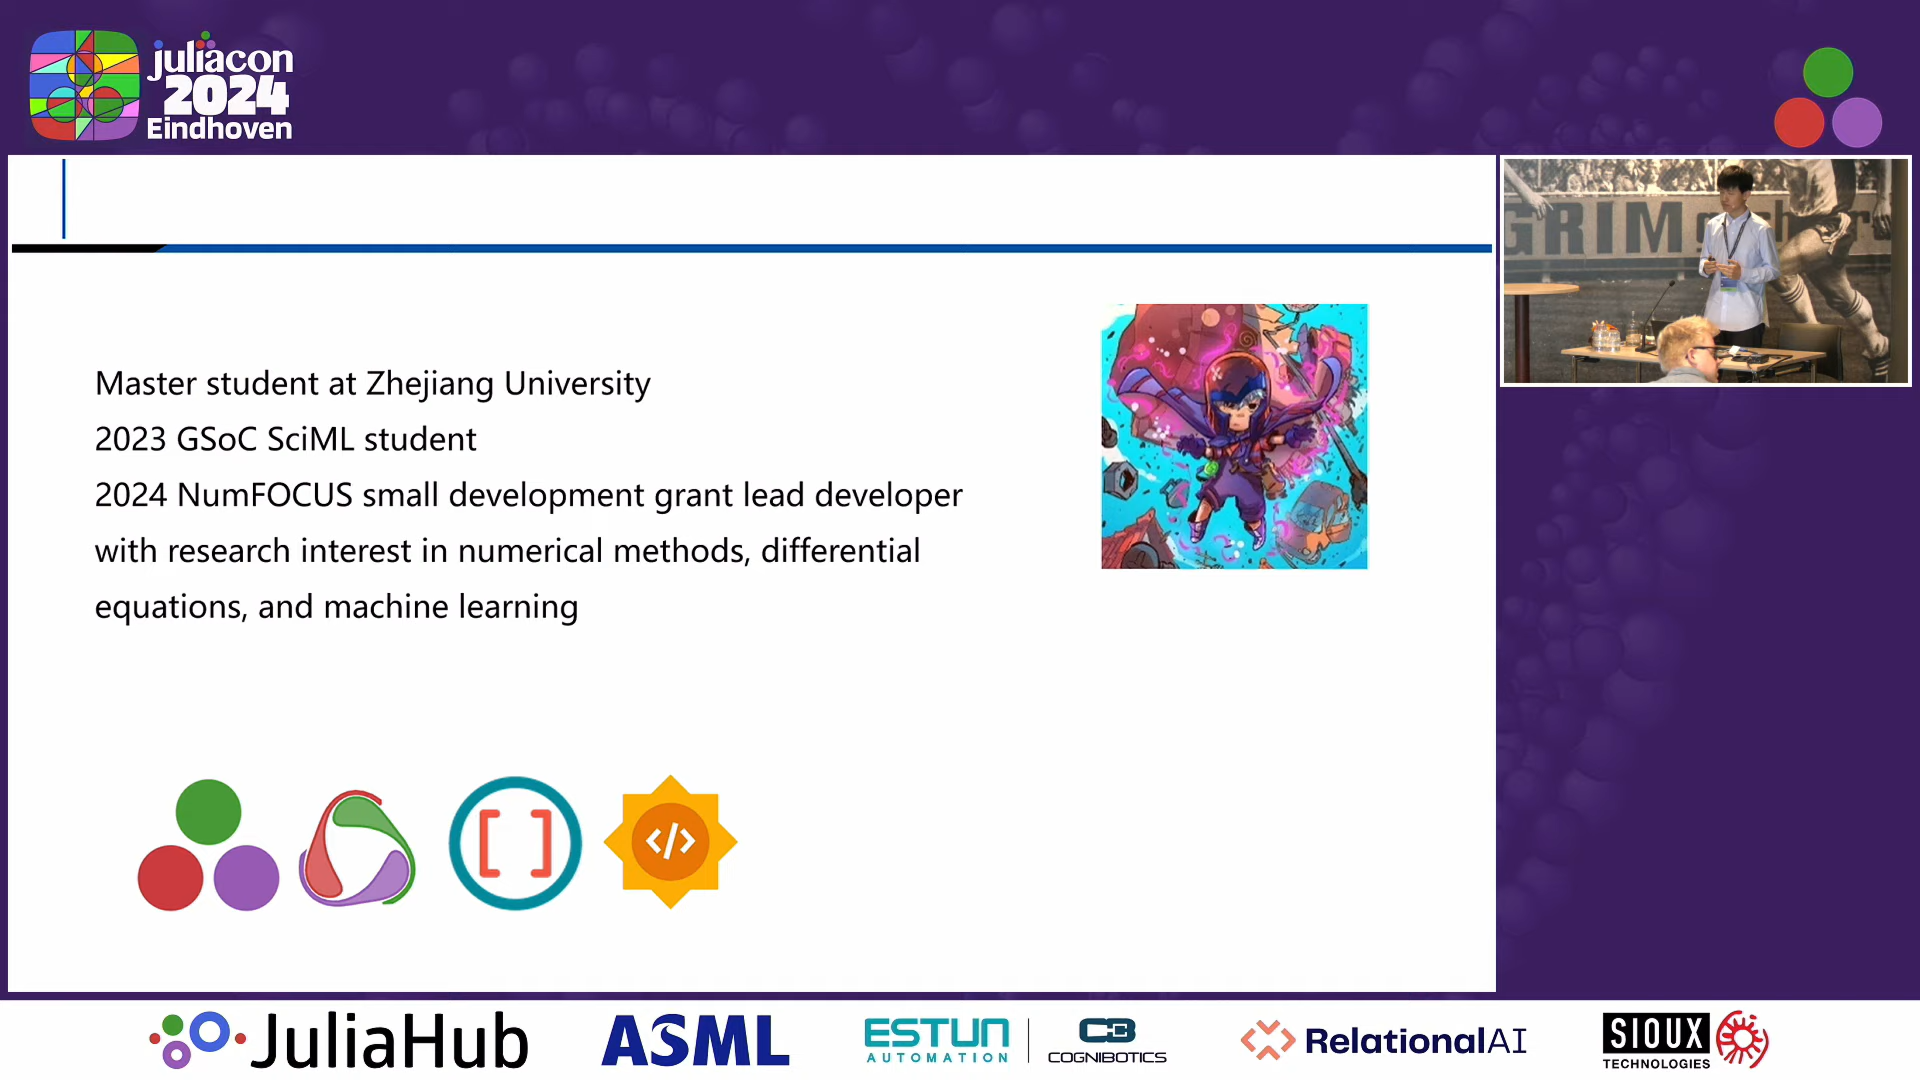 juliacon
2024
Eindhoven
GRIM
Master student at Zhejiang University
2023 GSoC SciML student
2024 NumFOCUS small development grant lead developer
with research interest in numerical methods, differential
equations, and machine learning
[ ]
</>
JuliaHub
ASML
ESTUN
AUTOMATION
COGNIBOTICS
RelationalAI
SIOUX
TECHNOLOGIES